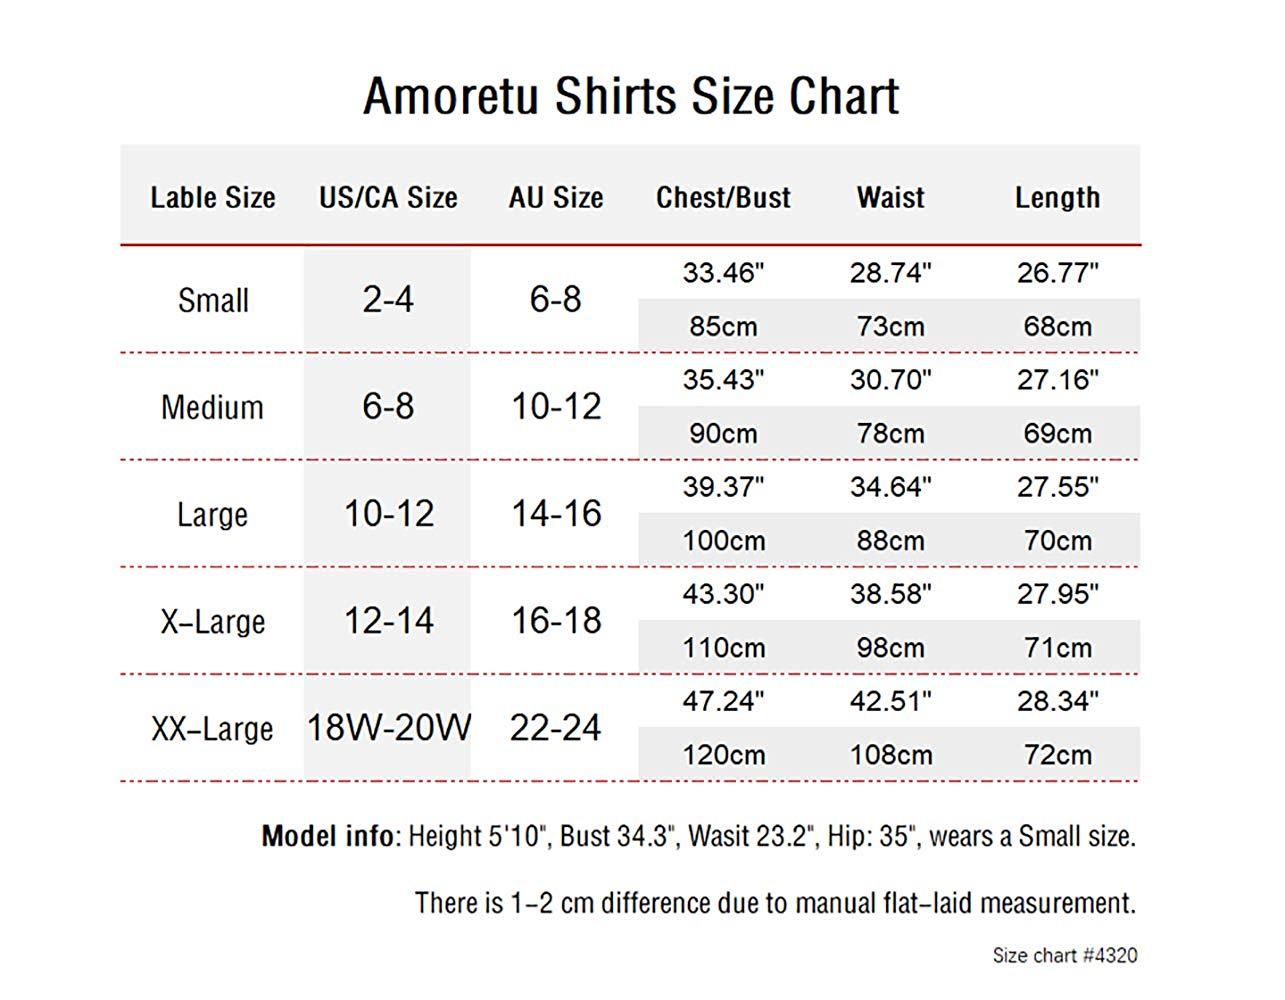 Amoretu Shirts Size Chart
Lable Size US/CA Size AU Size Chest/Bust Waist Length
33.46" 28.74" 26.77"
Small 2-4 6-8
85cm 73cm 68cm
35.43" 30.70" 27.16"
Medium 6-8 10-12
90cm 78cm 69cm
39.37" 34.64" 27.55"
Large 10-12 14-16
100cm 88cm 70cm
43.30" 38.58" 27.95"
X-Large 12-14 16-18
110cm 98cm 71cm
47.24" 42.51" 28.34"
XX-Large 18W-20W 22-24
120cm 108cm 72cm
Model info: Height 5'10", Bust 34.3", Wasit 23.2", Hip: 35", wears a Small size.
There is 1-2 cm difference due to manual flat-laid measurement.
Size chart #4320